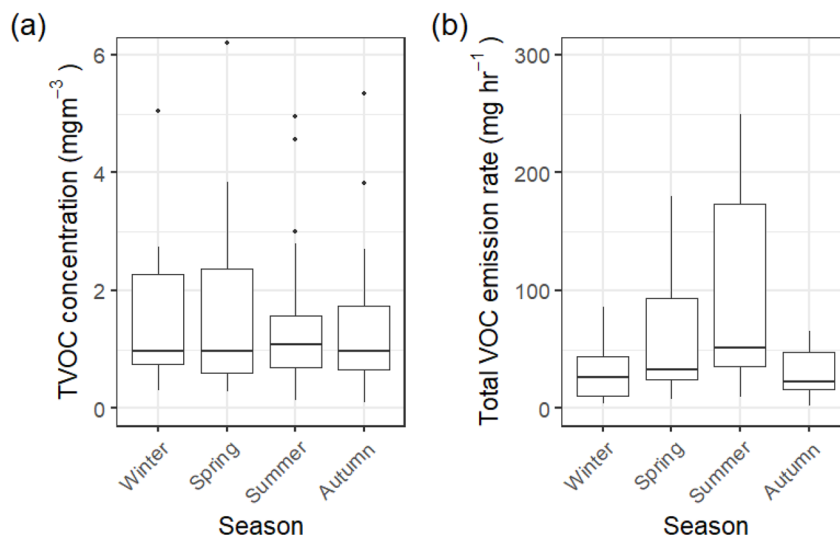 (a)
TVOC concentration (mgm⁻³ )
6
4
2
0
Winter
Spring
Summer
Autumn
Season
(b)
Total VOC emission rate (mg hr⁻¹ )
300
200
100
0
Winter
Spring
Summer
Autumn
Season